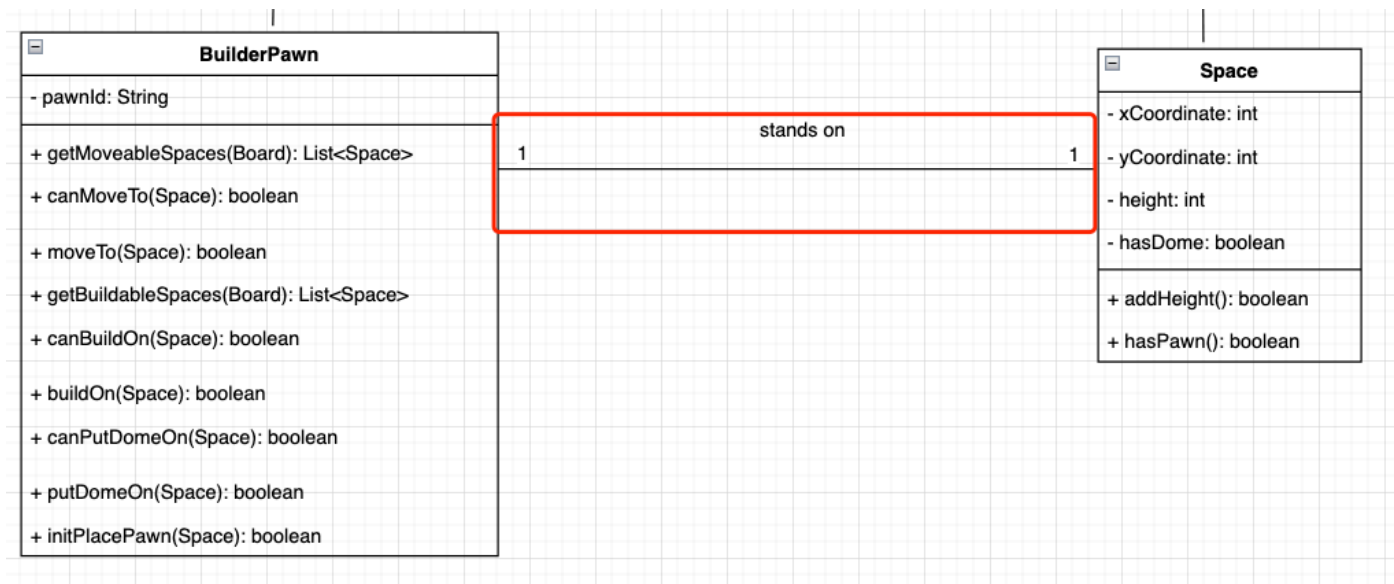 BuilderPawn
- pawnId: String
+ getMoveableSpaces(Board): List<Space>
+ canMoveTo(Space): boolean
+ moveTo(Space): boolean
+ getBuildableSpaces(Board): List<Space>
+ canBuildOn(Space): boolean
+ buildOn(Space): boolean
+ canPutDomeOn(Space): boolean
+ putDomeOn(Space): boolean
+ initPlacePawn(Space): boolean
stands on
1
1
Space
- xCoordinate: int
- yCoordinate: int
- height: int
- hasDome: boolean
+ addHeight(): boolean
+ hasPawn(): boolean